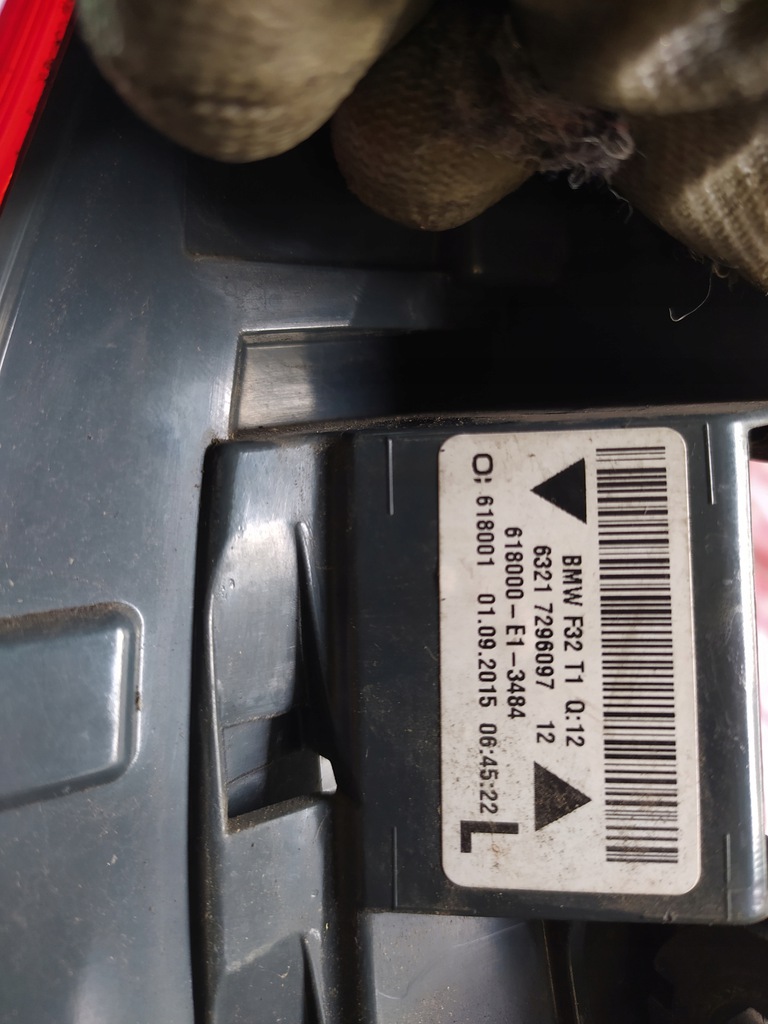 BMW F32 T1 Q:12
6321 7296097 12
618000-E1-3484
O: 618001 01.09.2015 06:45:22
L